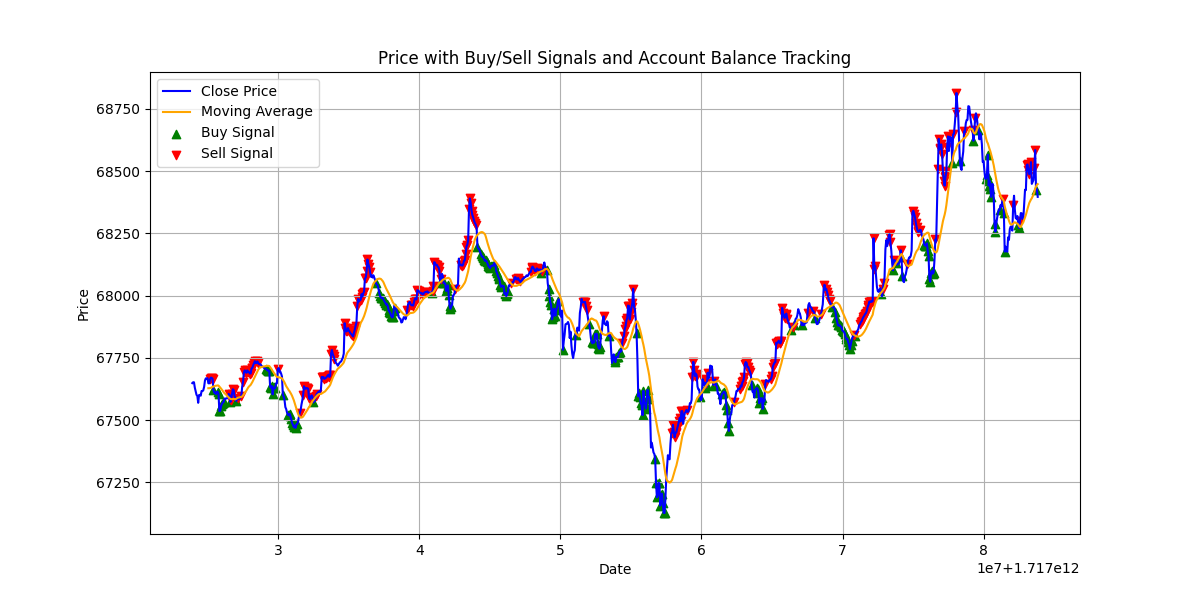 Price with Buy/Sell Signals and Account Balance Tracking
Close Price
Moving Average
Buy Signal
Sell Signal
Price
68750
68500
68250
68000
67750
67500
67250
3 4 5 6 7 8
Date
1e7+1.717e12